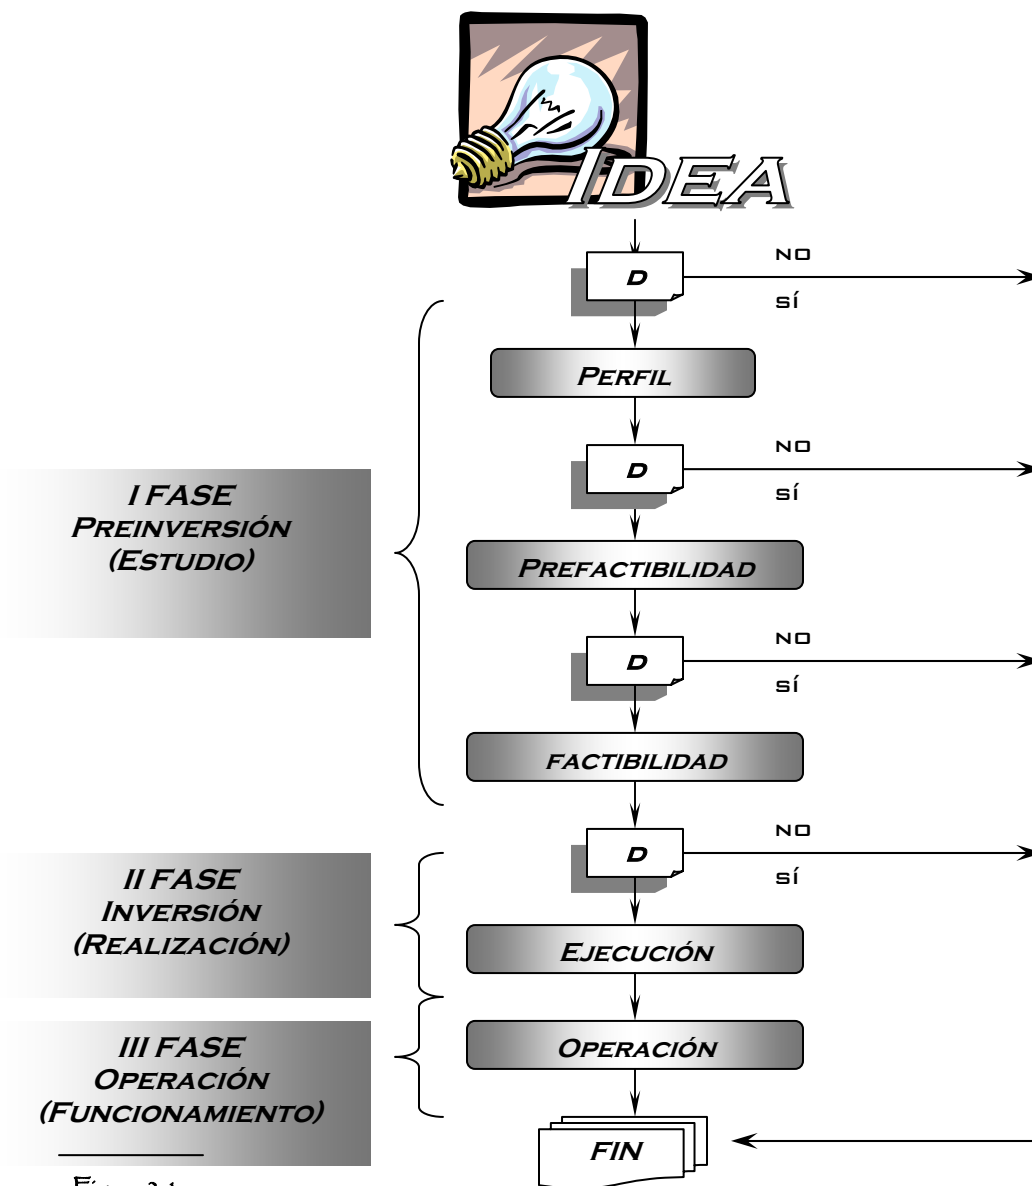 IDEA
D
NO
SÍ
PERFIL
D
NO
SÍ
I FASE
PREINVERSIÓN
(ESTUDIO)
PREFACTIBILIDAD
D
NO
SÍ
FACTIBILIDAD
D
NO
SÍ
II FASE
INVERSIÓN
(REALIZACIÓN)
EJECUCIÓN
III FASE
OPERACIÓN
(FUNCIONAMIENTO)
OPERACIÓN
FIN